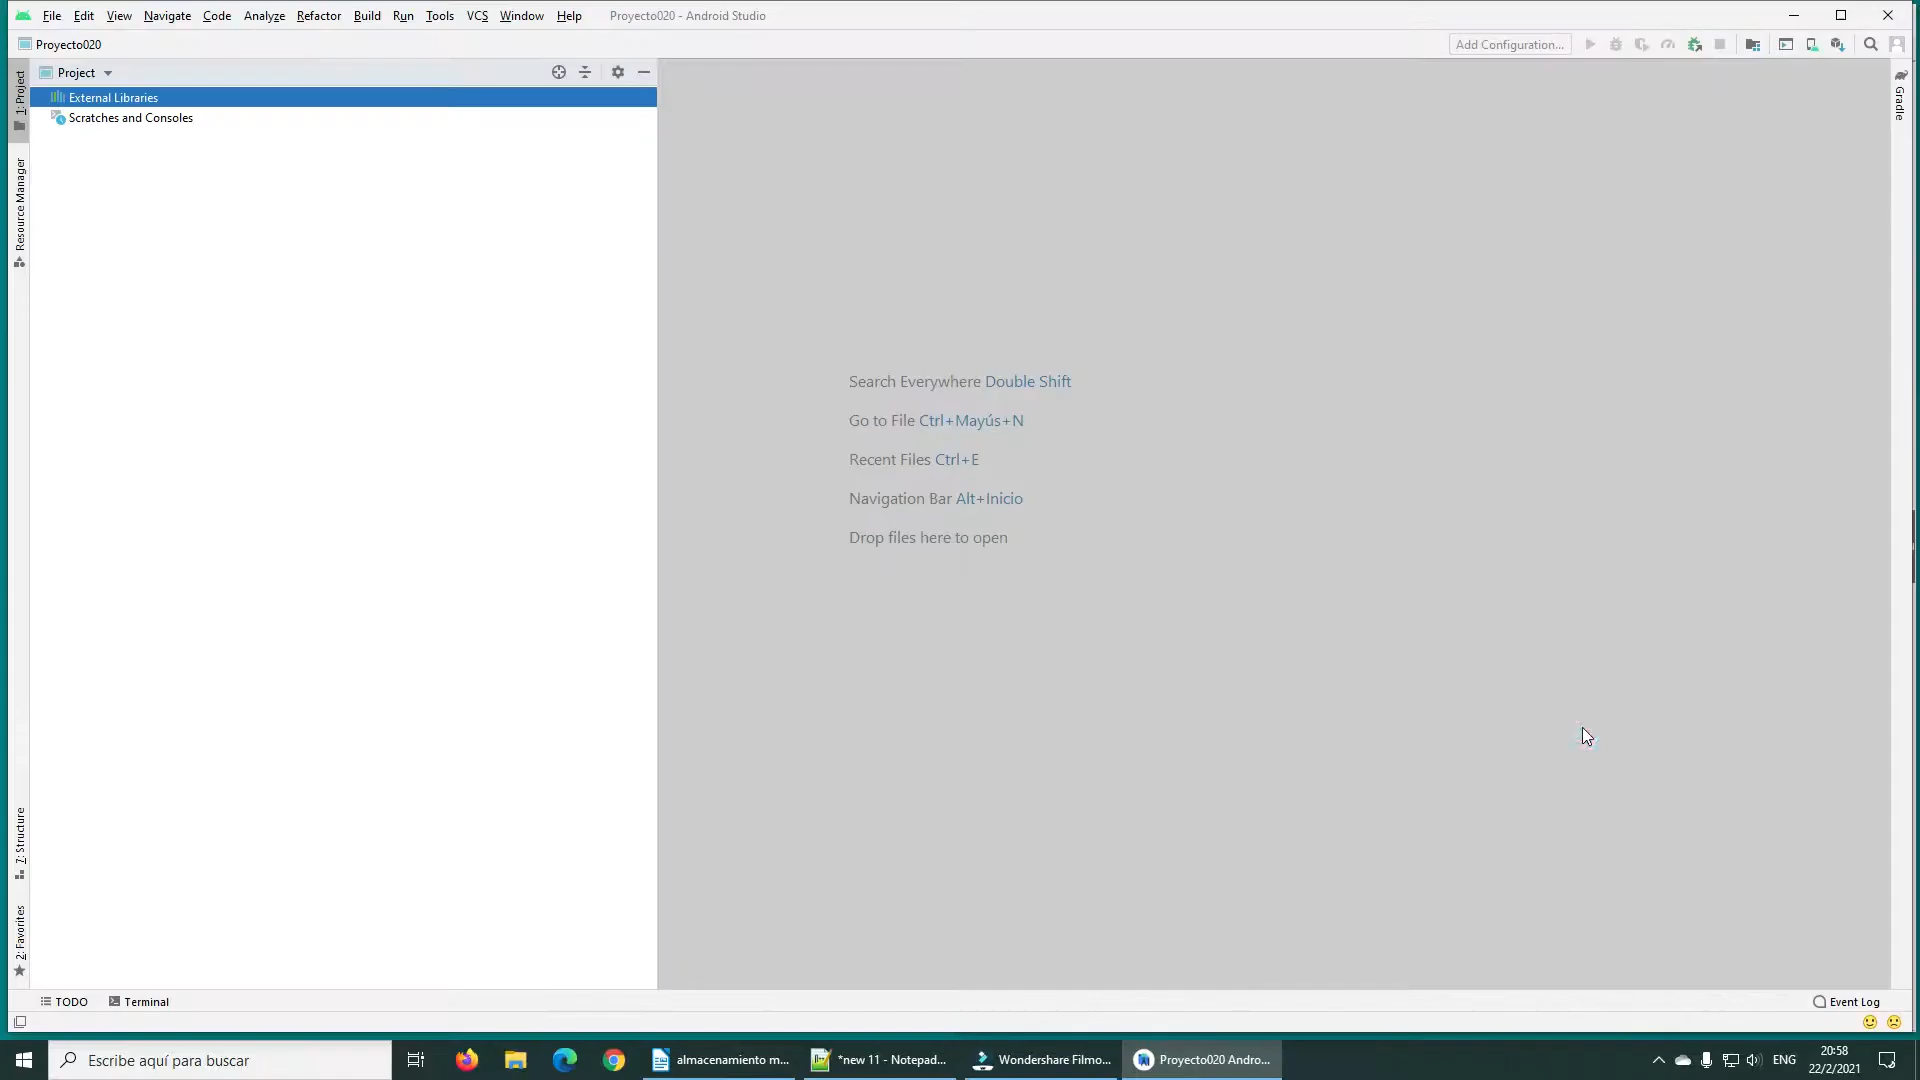 File Edit View Navigate Code Analyze Refactor Build Run Tools VCS Window Help Proyecto020 - Android Studio
Proyecto020
Add Configuration...
1: Project
Project
External Libraries
Scratches and Consoles
Resource Manager
Gradle
Search Everywhere Double Shift
Go to File Ctrl+Mayús+N
Recent Files Ctrl+E
Navigation Bar Alt+Inicio
Drop files here to open
7: Structure
2: Favorites
TODO Terminal
Event Log
Escribe aquí para buscar
almacenamiento m...
*new 11 - Notepad...
Wondershare Filmo...
Proyecto020 Andro...
ENG
20:58
22/2/2021